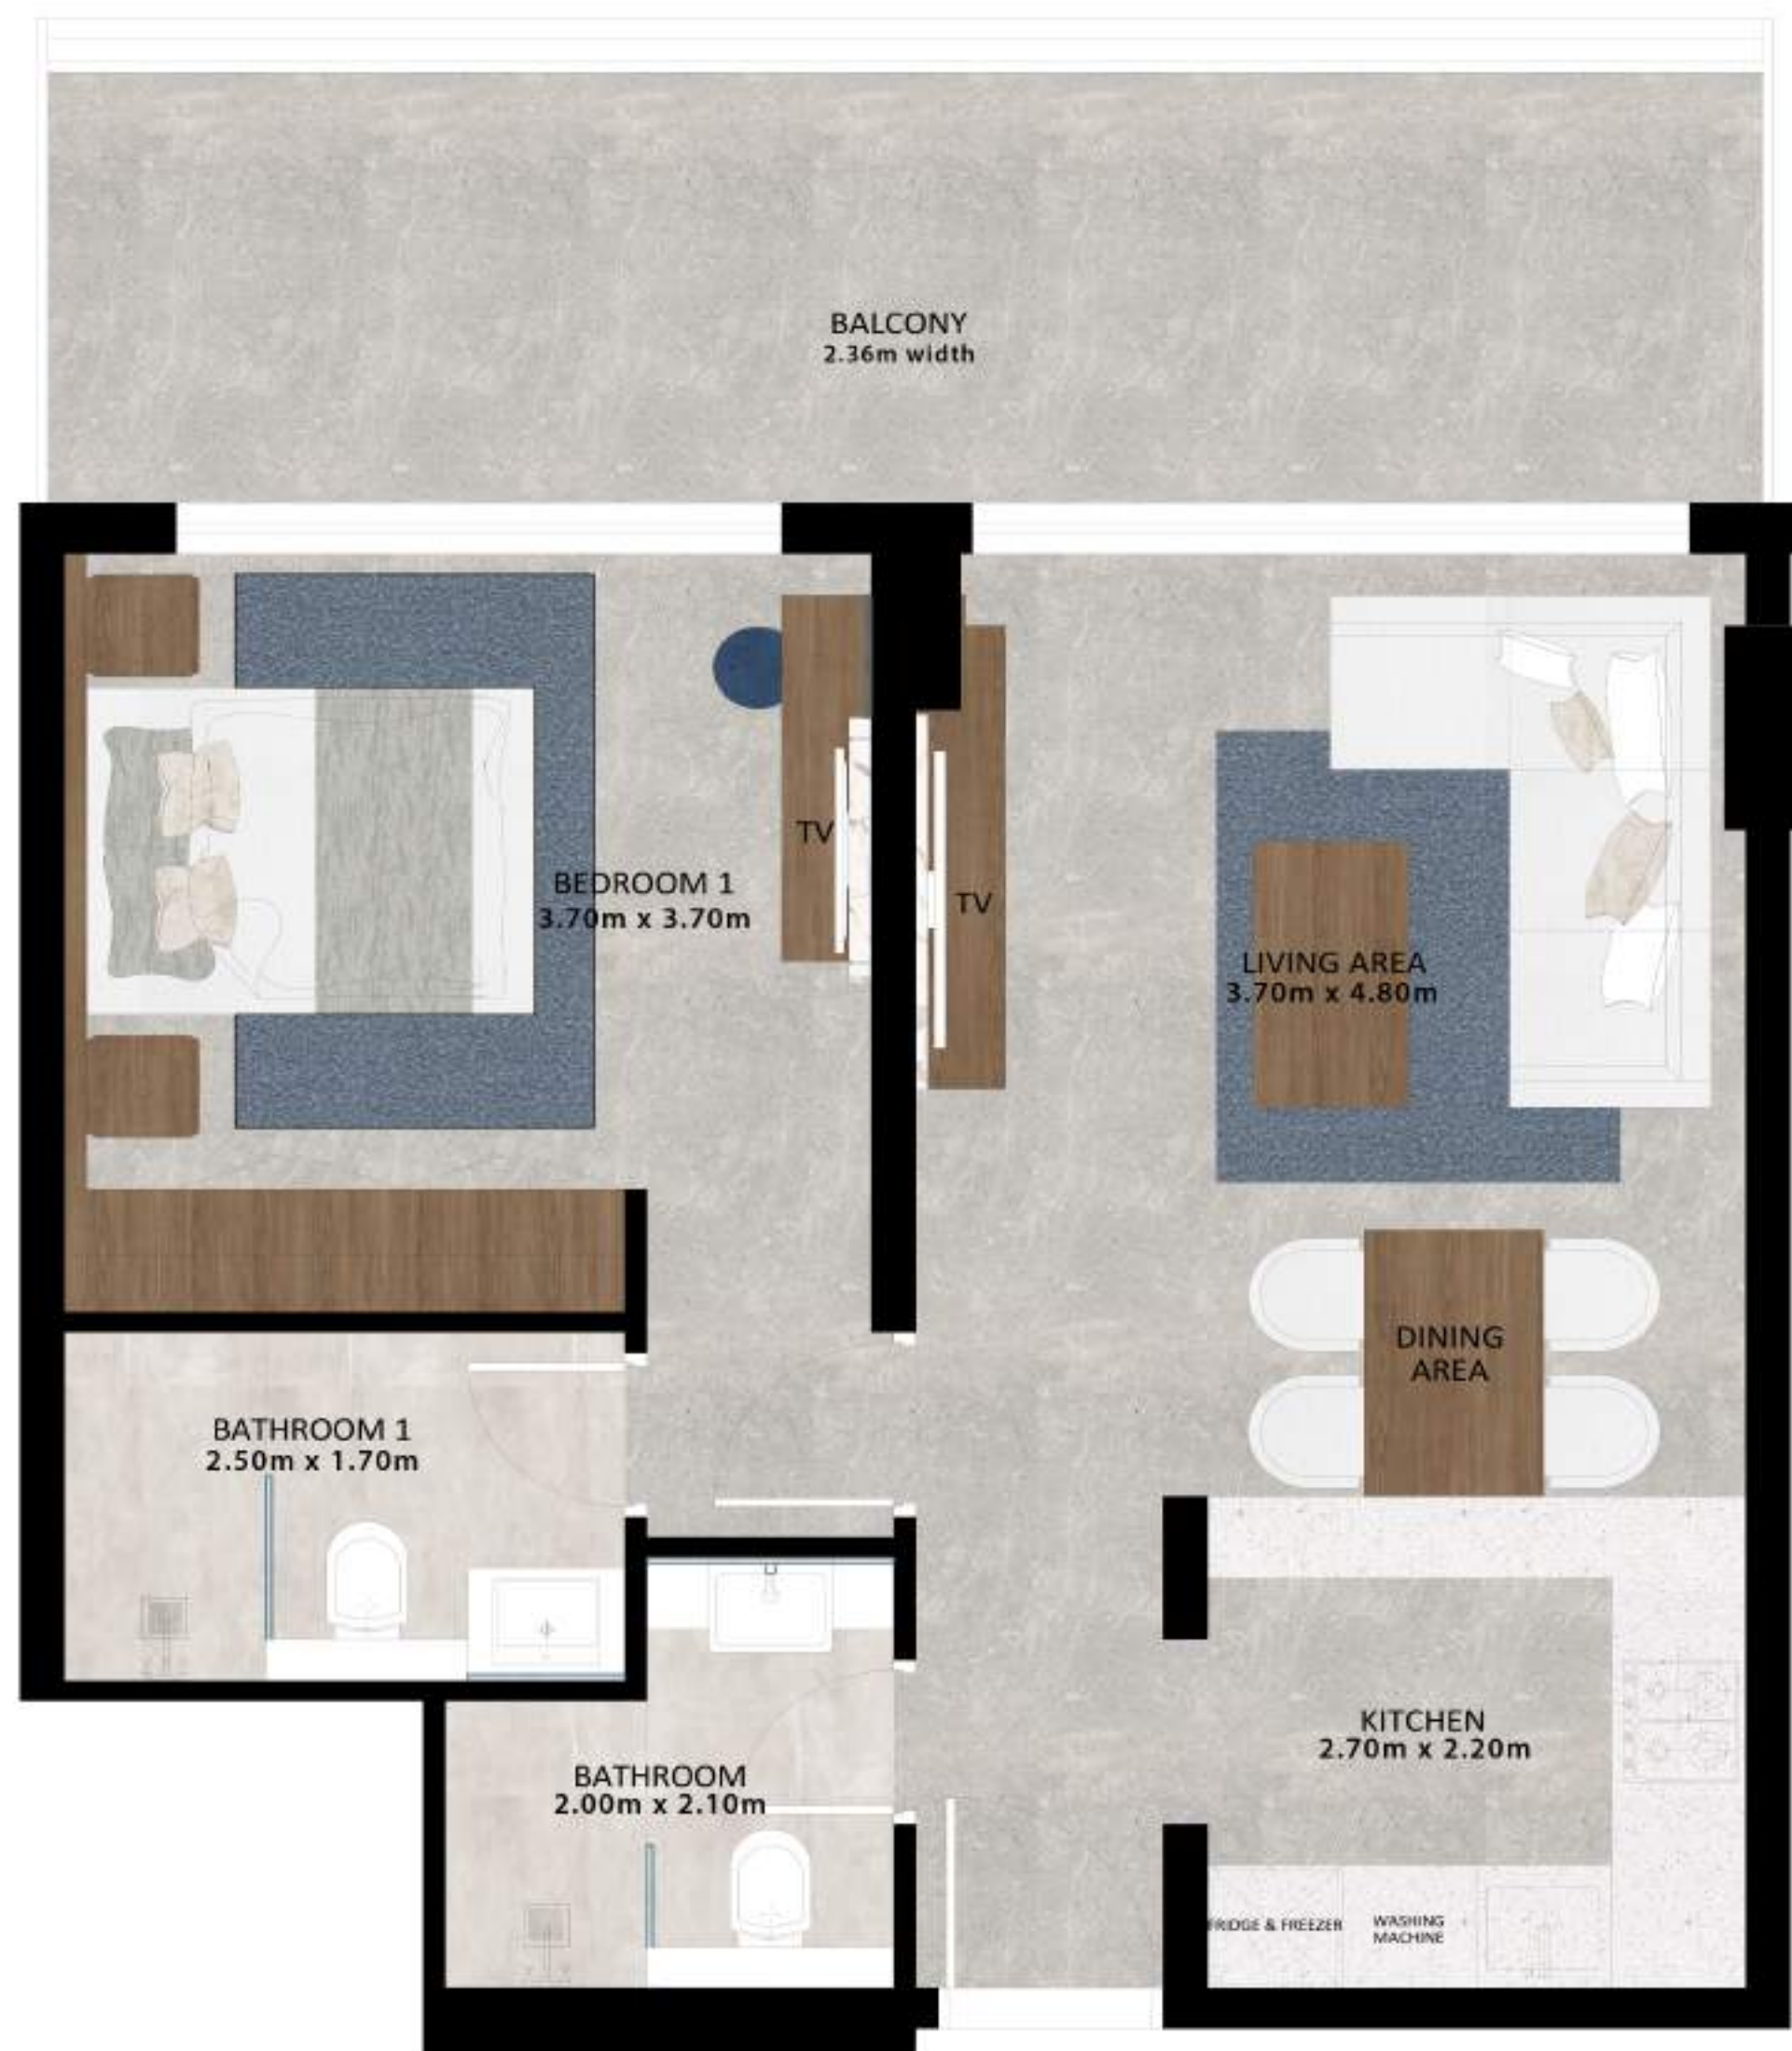 BALCONY
2.36m width
TV
BEDROOM 1
3.70m x 3.70m
TV
LIVING AREA
3.70m x 4.80m
DINING
AREA
BATHROOM 1
2.50m x 1.70m
KITCHEN
2.70m x 2.20m
BATHROOM
2.00m x 2.10m
FRIDGE & FREEZER
WASHING
MACHINE